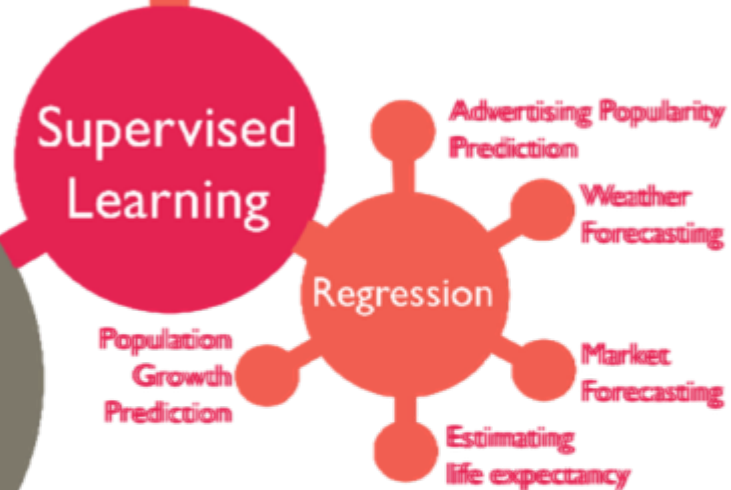 Supervised
Learning
Advertising Popularity
Prediction
Weather
Forecasting
Regression
Population
Growth
Prediction
Market
Forecasting
Estimating
life expectancy